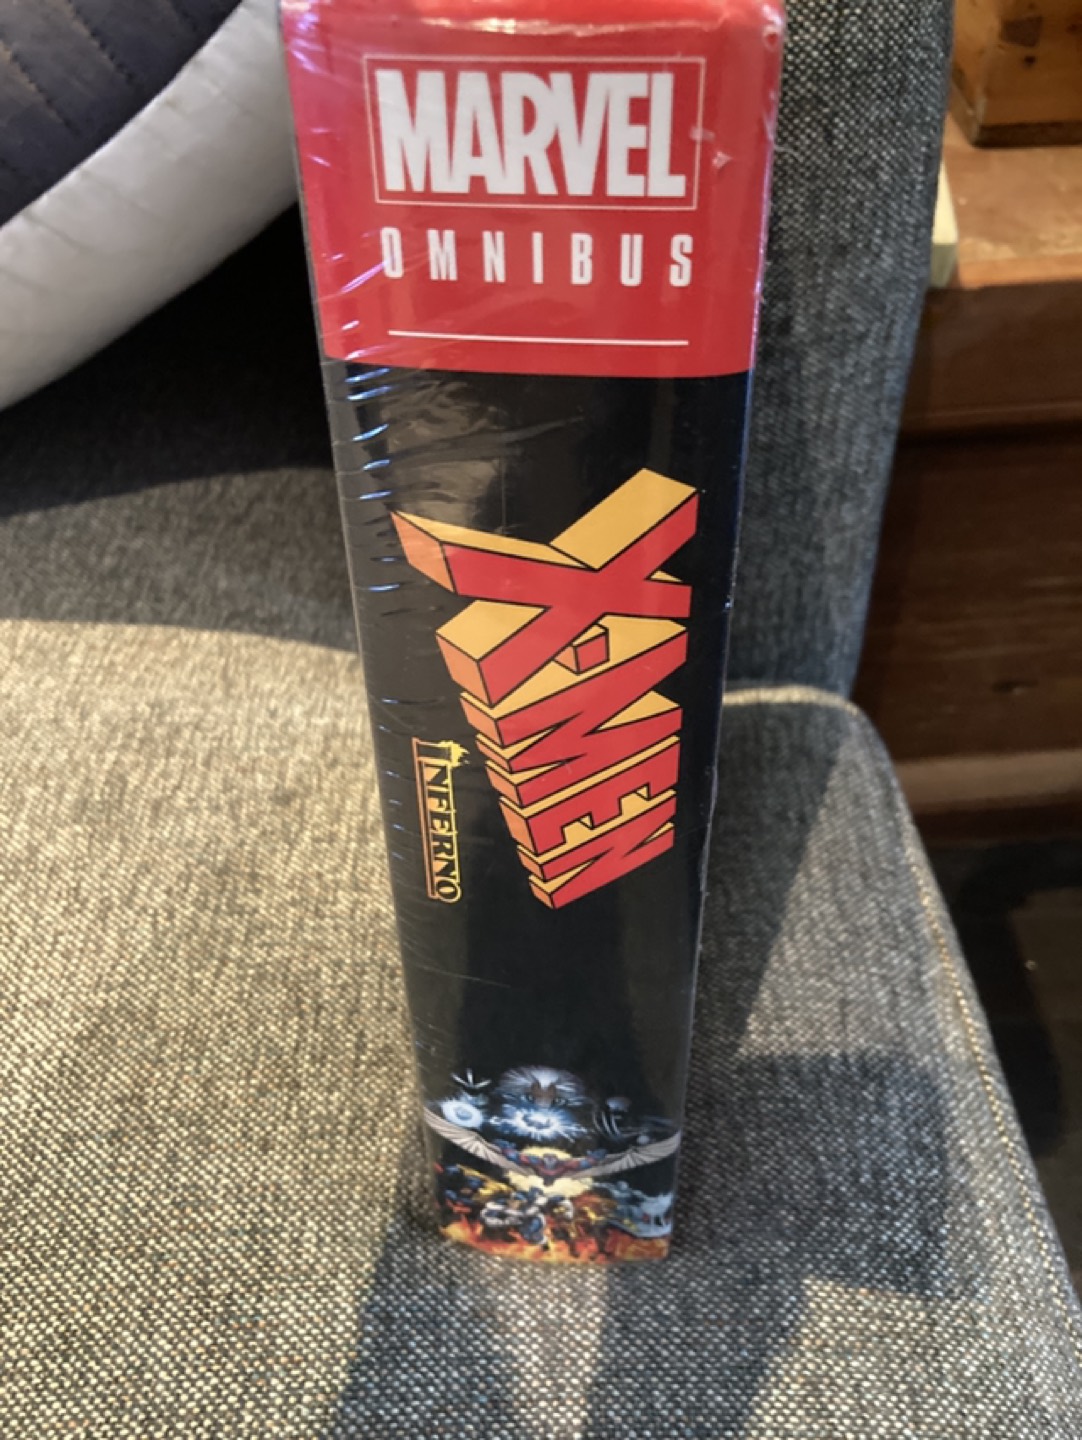 MARVEL
OMNIBUS
X-MEN
INFERNO